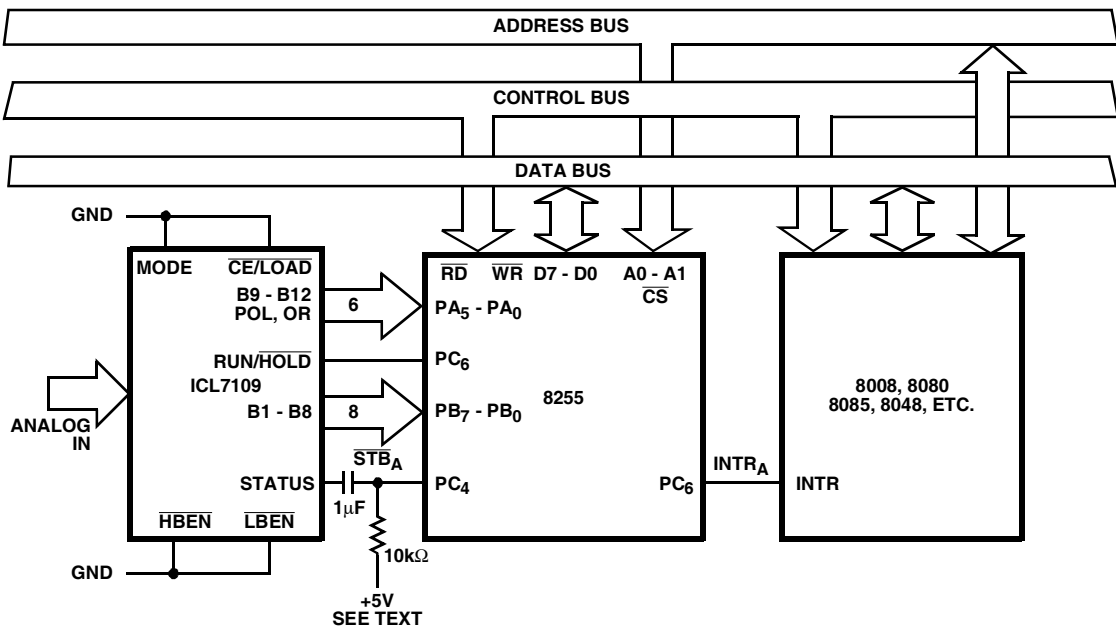 ADDRESS BUS
CONTROL BUS
DATA BUS
GND
MODE
CE/LOAD
B9 - B12
POL, OR
6
RUN/HOLD
ICL7109
B1 - B8
8
ANALOG
IN
STATUS
HBEN
LBEN
GND
STBA
1μF
10kΩ
+5V
SEE TEXT
RD WR D7 - D0 A0 - A1
CS
PA5 - PA0
PC6
8255
PB7 - PB0
PC4
PC6
INTRA
INTR
8008, 8080
8085, 8048, ETC.